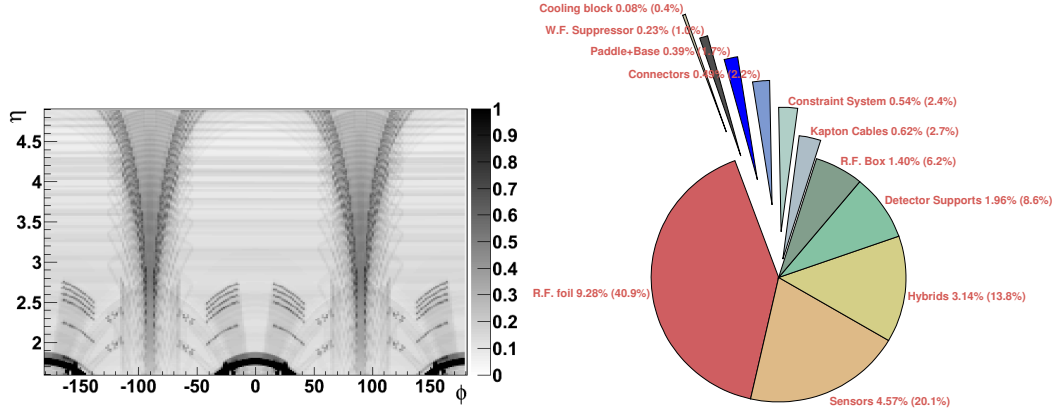 η
4.5
4
3.5
3
2.5
2
-150 -100 -50 0 50 100 150
ϕ
1
0.9
0.8
0.7
0.6
0.5
0.4
0.3
0.2
0.1
0
Cooling block 0.08% (0.4%)
W.F. Suppressor 0.23%
Paddle+Base 0.39%
Connectors (2.2%)
Constraint System 0.54% (2.4%)
Kapton Cables 0.62% (2.7%)
R.F. Box 1.40% (6.2%)
Detector Supports 1.96% (8.6%)
R.F. foil 9.28% (40.9%)
Hybrids 3.14% (13.8%)
Sensors 4.57% (20.1%)